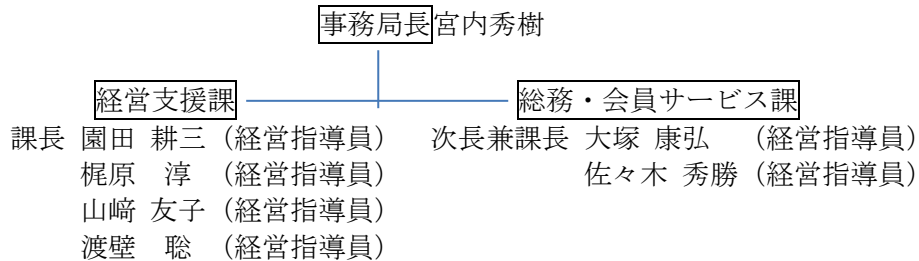 事務局長宮内秀樹
経営支援課
総務・会員サービス課
課長 園田 耕三（経営指導員）
梶原　淳（経営指導員）
山﨑 友子（経営指導員）
渡壁　聡（経営指導員）
次長兼課長 大塚 康弘　（経営指導員）
佐々木 秀勝（経営指導員）